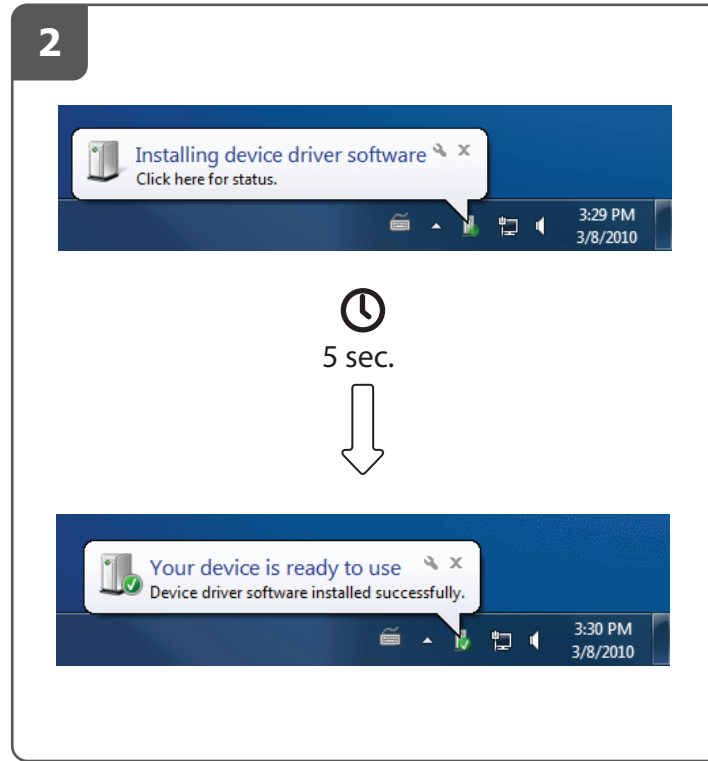 2
Installing device driver software
Click here for status.
3:29 PM
3/8/2010
5 sec.
Your device is ready to use
Device driver software installed successfully.
3:30 PM
3/8/2010